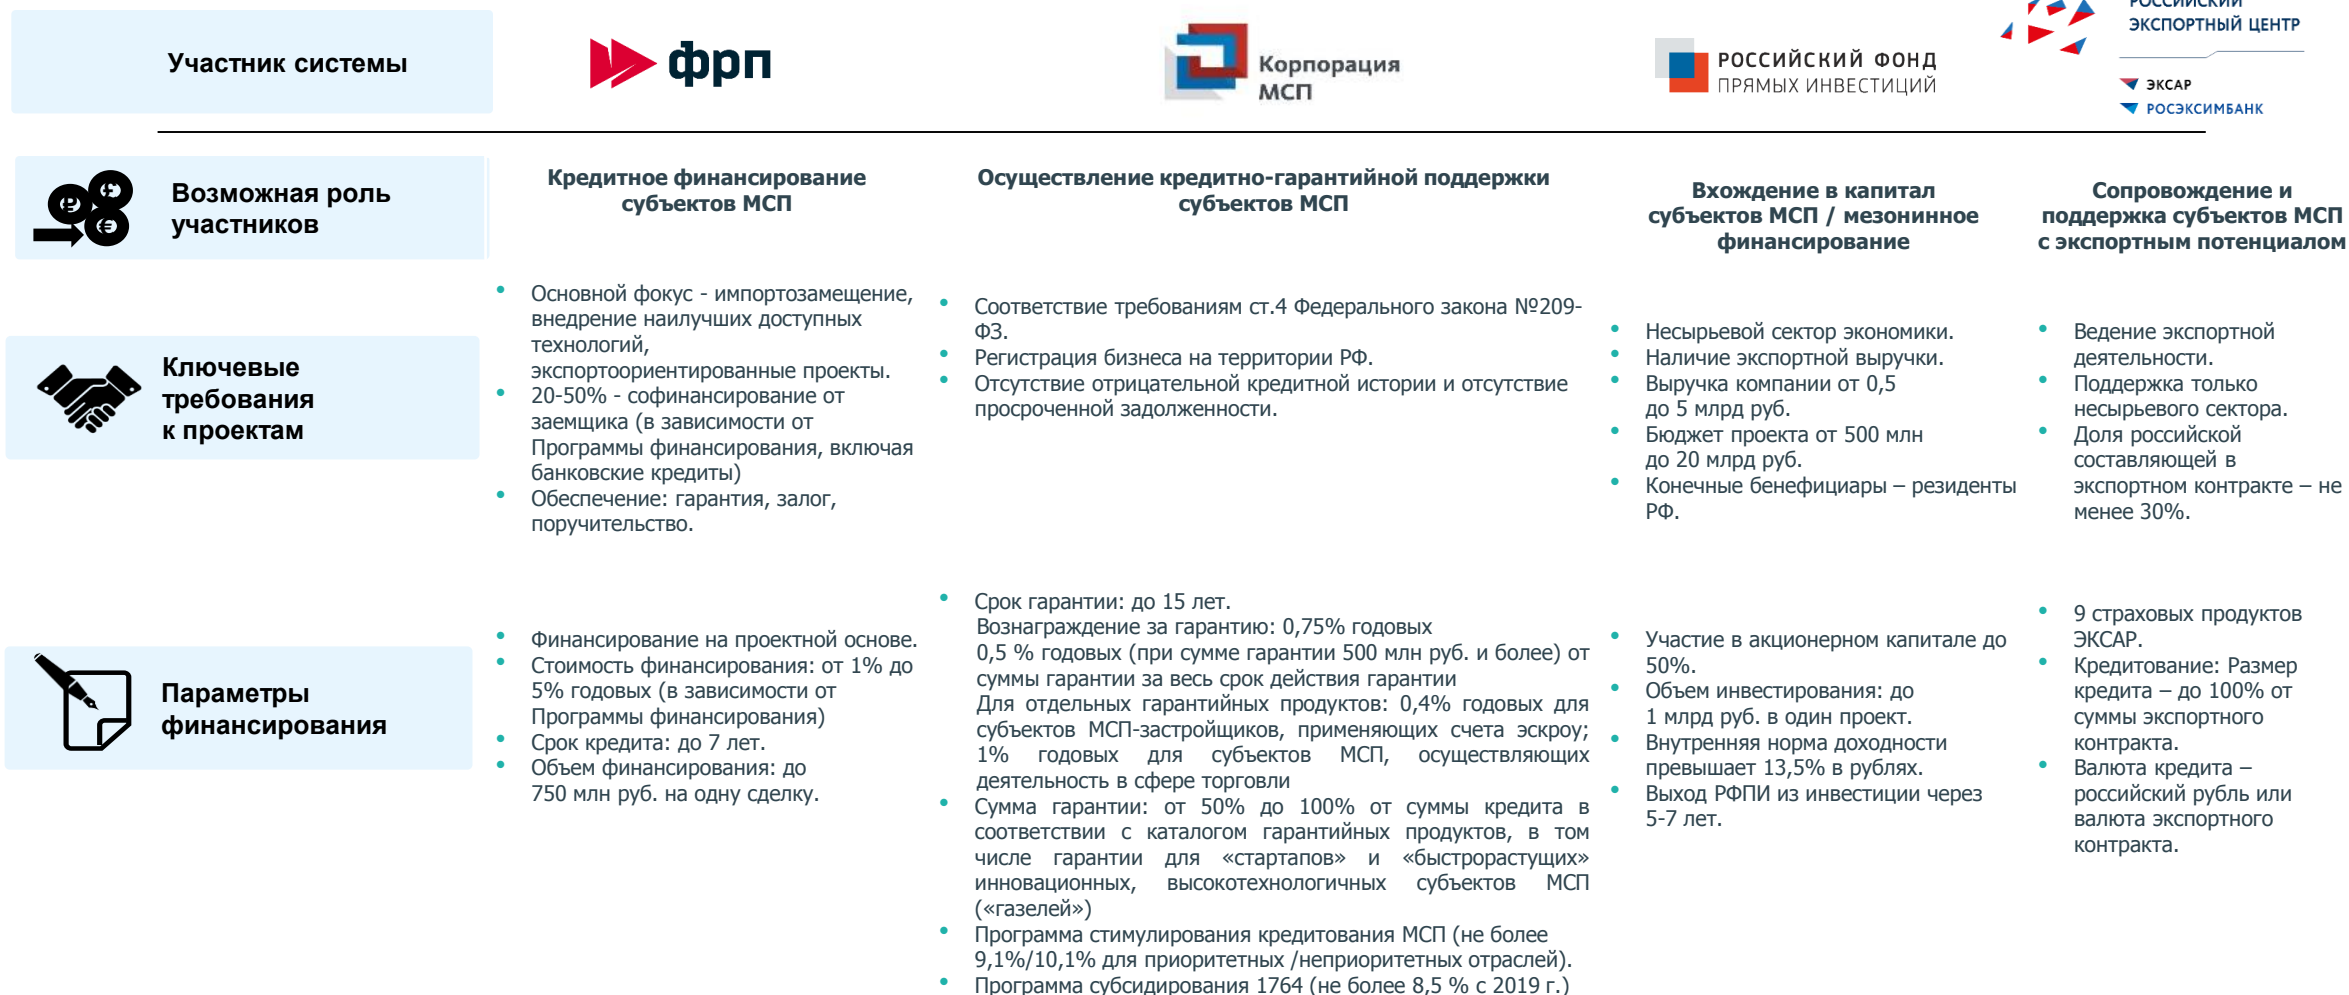 РОССИЙСКИЙ
ЭКСПОРТНЫЙ ЦЕНТР
ЭКСАР
РОСЭКСИМБАНК
Участник системы
фрп
Корпорация
МСП
РОССИЙСКИЙ ФОНД
ПРЯМЫХ ИНВЕСТИЦИЙ
Возможная роль
участников
Кредитное финансирование
субъектов МСП
Осуществление кредитно-гарантийной поддержки
субъектов МСП
Вхождение в капитал
субъектов МСП / мезонинное
финансирование
Сопровождение и
поддержка субъектов МСП
с экспортным потенциалом
Ключевые
требования
к проектам
• Основной фокус - импортозамещение,
внедрение наилучших доступных
технологий,
экспортоориентированные проекты.
• 20-50% - софинансирование от
заемщика (в зависимости от
Программы финансирования, включая
банковские кредиты)
• Обеспечение: гарантия, залог,
поручительство.
• Соответствие требованиям ст.4 Федерального закона №209-
ФЗ.
• Регистрация бизнеса на территории РФ.
• Отсутствие отрицательной кредитной истории и отсутствие
просроченной задолженности.
• Несырьевой сектор экономики.
• Наличие экспортной выручки.
• Выручка компании от 0,5
до 5 млрд руб.
• Бюджет проекта от 500 млн
до 20 млрд руб.
• Конечные бенефициары – резиденты
РФ.
• Ведение экспортной
деятельности.
• Поддержка только
несырьевого сектора.
• Доля российской
составляющей в
экспортном контракте – не
менее 30%.
Параметры
финансирования
• Финансирование на проектной основе.
• Стоимость финансирования: от 1% до
5% годовых (в зависимости от
Программы финансирования)
• Срок кредита: до 7 лет.
• Объем финансирования: до
750 млн руб. на одну сделку.
• Срок гарантии: до 15 лет.
Вознаграждение за гарантию: 0,75% годовых
0,5 % годовых (при сумме гарантии 500 млн руб. и более) от
суммы гарантии за весь срок действия гарантии
Для отдельных гарантийных продуктов: 0,4% годовых для
субъектов МСП-застройщиков, применяющих счета эскроу;
1% годовых для субъектов МСП, осуществляющих
деятельность в сфере торговли
• Сумма гарантии: от 50% до 100% от суммы кредита в
соответствии с каталогом гарантийных продуктов, в том
числе гарантии для «стартапов» и «быстрорастущих»
инновационных, высокотехнологичных субъектов МСП
(«газелей»)
• Программа стимулирования кредитования МСП (не более
9,1%/10,1% для приоритетных /неприоритетных отраслей).
• Программа субсидирования 1764 (не более 8,5 % с 2019 г.)
• Участие в акционерном капитале до
50%.
• Объем инвестирования: до
1 млрд руб. в один проект.
• Внутренняя норма доходности
превышает 13,5% в рублях.
• Выход РФПИ из инвестиции через
5-7 лет.
• 9 страховых продуктов
ЭКСАР.
• Кредитование: Размер
кредита – до 100% от
суммы экспортного
контракта.
• Валюта кредита –
российский рубль или
валюта экспортного
контракта.